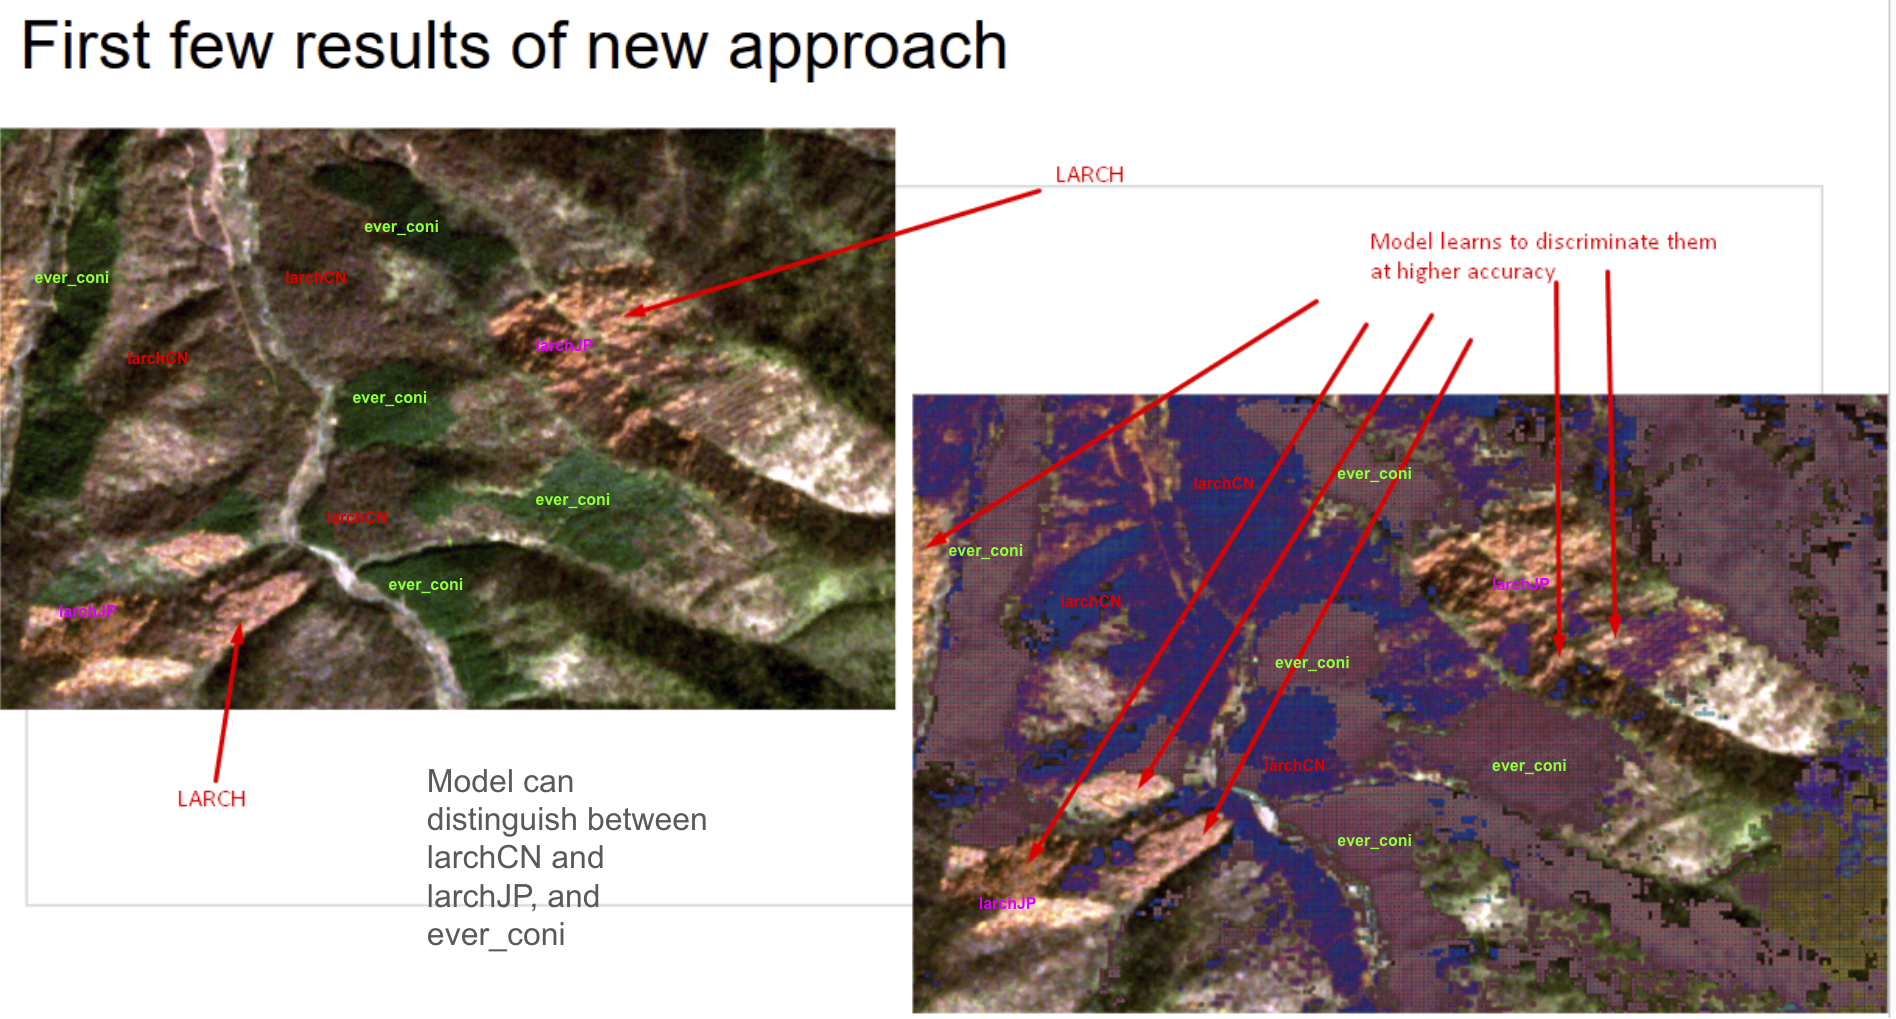 First few results of new approach
LARCH
Model learns to discriminate them
at higher accuracy
ever_coni
ever_coni
larchCN
larchJP
larchCN
ever_coni
ever_coni
larchCN
ever_coni
larchJP
LARCH
Model can
distinguish between
larchCN and
larchJP, and
ever_coni
ever_coni
larchCN
ever_coni
larchJP
larchCN
ever_coni
larchCN
ever_coni
ever_coni
larchJP